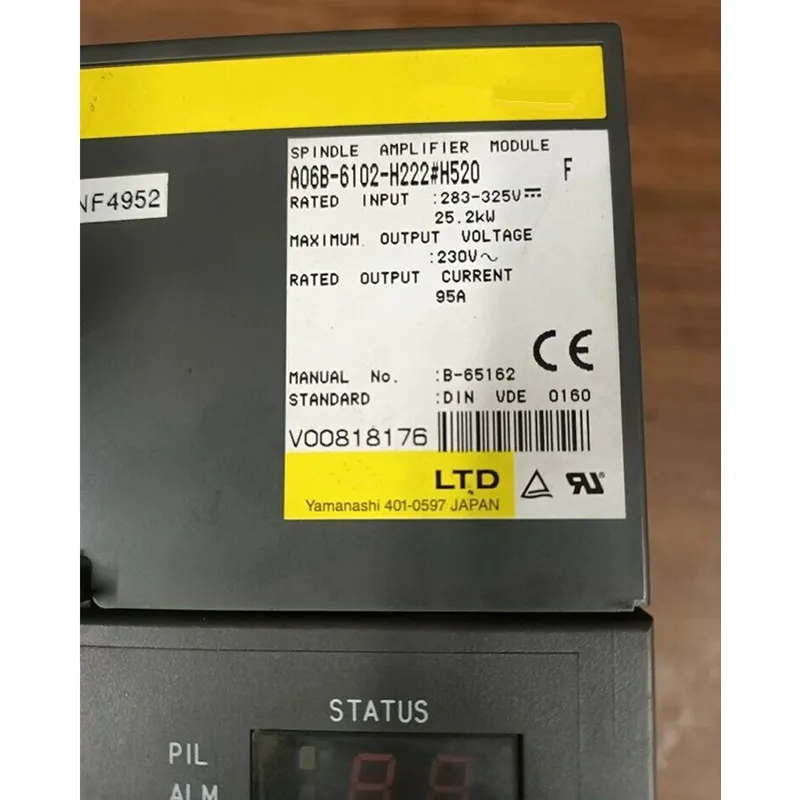 SPINDLE AMPLIFIER MODULE
A06B-6102-H222#H520 F
RATED INPUT :283-325V⎓
25.2kW
MAXIMUM OUTPUT VOLTAGE
:230V∼
RATED OUTPUT CURRENT
95A
CE
MANUAL No. :B-65162
STANDARD :DIN VDE 0160
V00818176
LTD
Yamanashi 401-0597 JAPAN
NF4952
STATUS
PIL
ALM